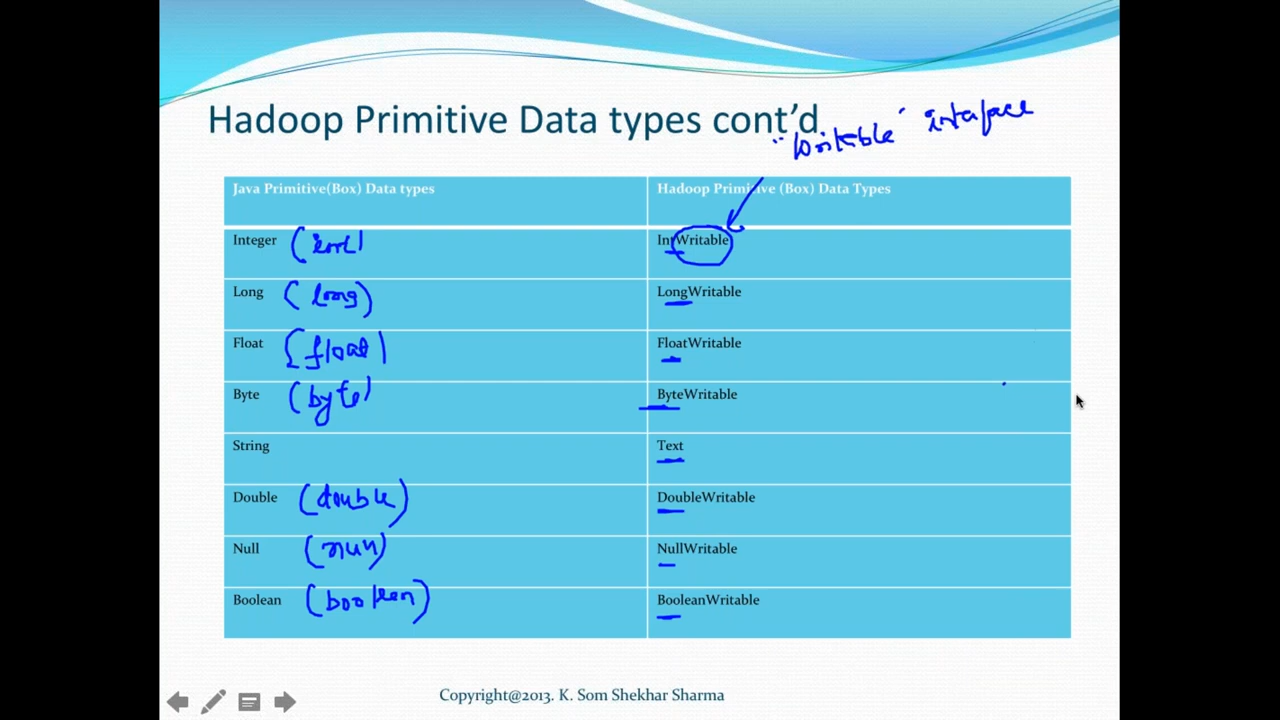 Hadoop Primitive Data types cont'd
"Writable" interface
Java Primitive(Box) Data types Hadoop Primitive (Box) Data Types
Integer (int) IntWritable
Long (long) LongWritable
Float (float) FloatWritable
Byte (byte) ByteWritable
String Text
Double (double) DoubleWritable
Null (null) NullWritable
Boolean (boolean) BooleanWritable
Copyright@2013. K. Som Shekhar Sharma